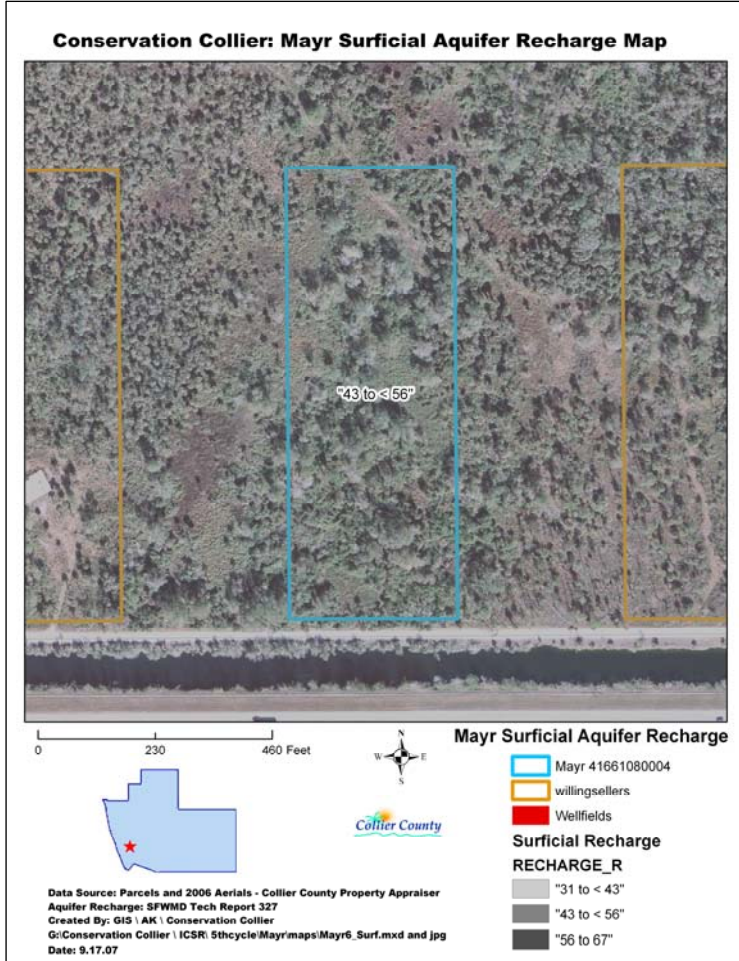 Conservation Collier: Mayr Surficial Aquifer Recharge Map
"43 to < 56"
0 230 460 Feet
N
W E
S
Collier County
Mayr Surficial Aquifer Recharge
Mayr 41661080004
willingsellers
Wellfields
Surficial Recharge
RECHARGE_R
"31 to < 43"
"43 to < 56"
"56 to 67"
Data Source: Parcels and 2006 Aerials - Collier County Property Appraiser
Aquifer Recharge: SFWMD Tech Report 327
Created By: GIS \ AK \ Conservation Collier
G:\Conservation Collier \ ICSR\ 5thcycle\Mayr\maps\Mayr6_Surf.mxd and jpg
Date: 9.17.07